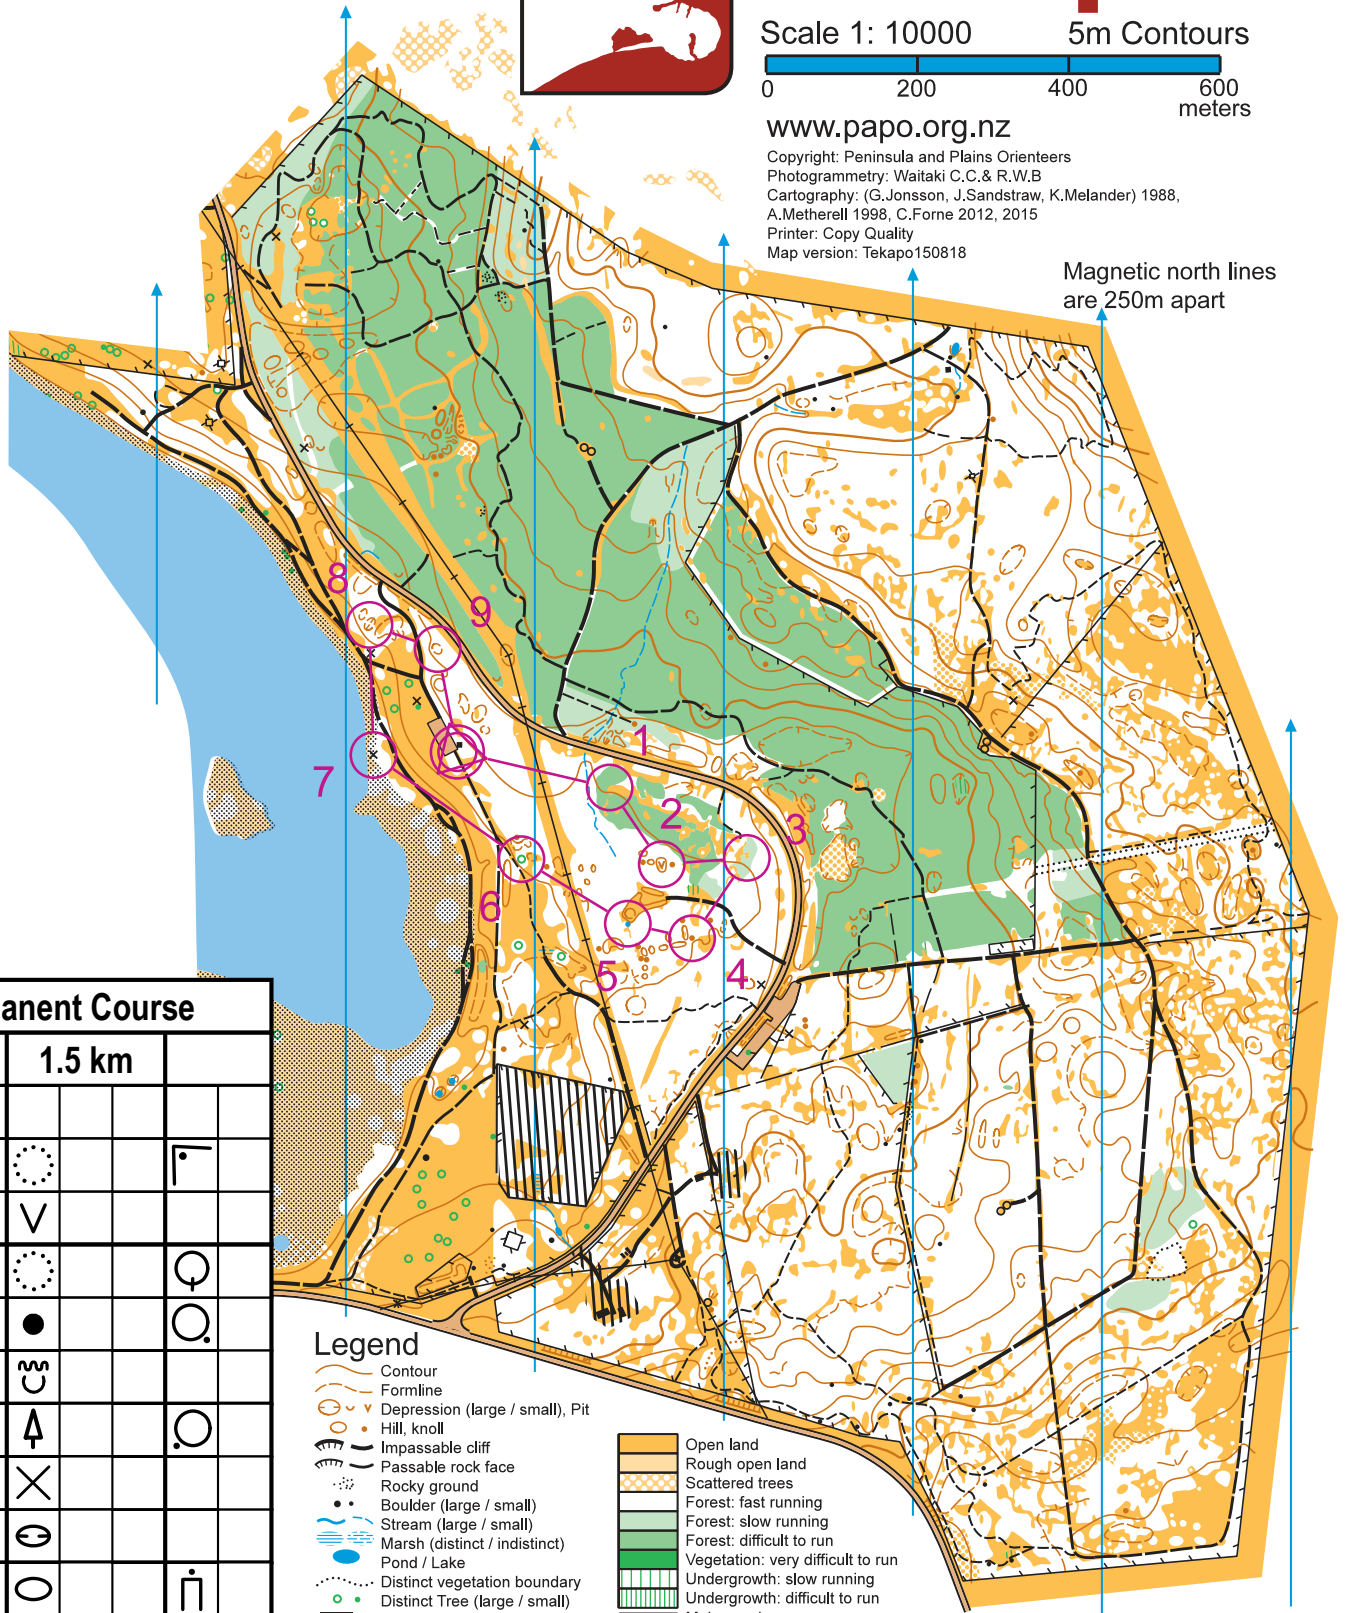 Scale 1: 10000
5m Contours
0
200
400
600
meters
www.papo.org.nz
Copyright: Peninsula and Plains Orienteers
Photogrammetry: Waitaki C.C.& R.W.B
Cartography: (G.Jonsson, J.Sandstraw, K.Melander) 1988,
A.Metherell 1998, C.Forne 2012, 2015
Printer: Copy Quality
Map version: Tekapo150818
Magnetic north lines
are 250m apart
8
9
1
7
2
3
6
5
4
anent Course
1.5 km
Legend
Contour
Formline
Depression (large / small), Pit
Hill, knoll
Impassable cliff
Passable rock face
Rocky ground
Boulder (large / small)
Stream (large / small)
Marsh (distinct / indistinct)
Pond / Lake
Distinct vegetation boundary
Distinct Tree (large / small)
Open land
Rough open land
Scattered trees
Forest: fast running
Forest: slow running
Forest: difficult to run
Vegetation: very difficult to run
Undergrowth: slow running
Undergrowth: difficult to run